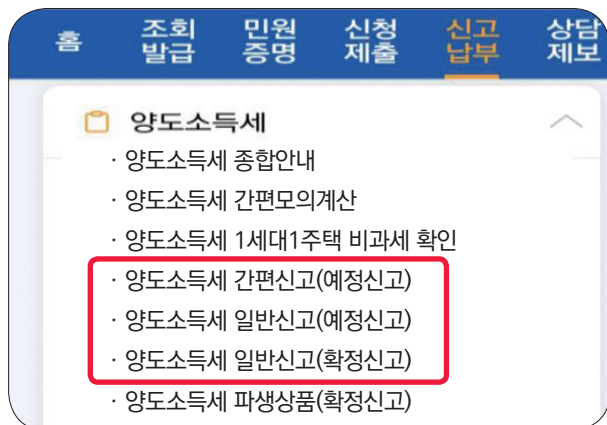 홈 조회 민원 신청 신고 상담
발급 증명 제출 납부 제보
양도소득세
· 양도소득세 종합안내
· 양도소득세 간편모의계산
· 양도소득세 1세대1주택 비과세 확인
· 양도소득세 간편신고(예정신고)
· 양도소득세 일반신고(예정신고)
· 양도소득세 일반신고(확정신고)
· 양도소득세 파생상품(확정신고)